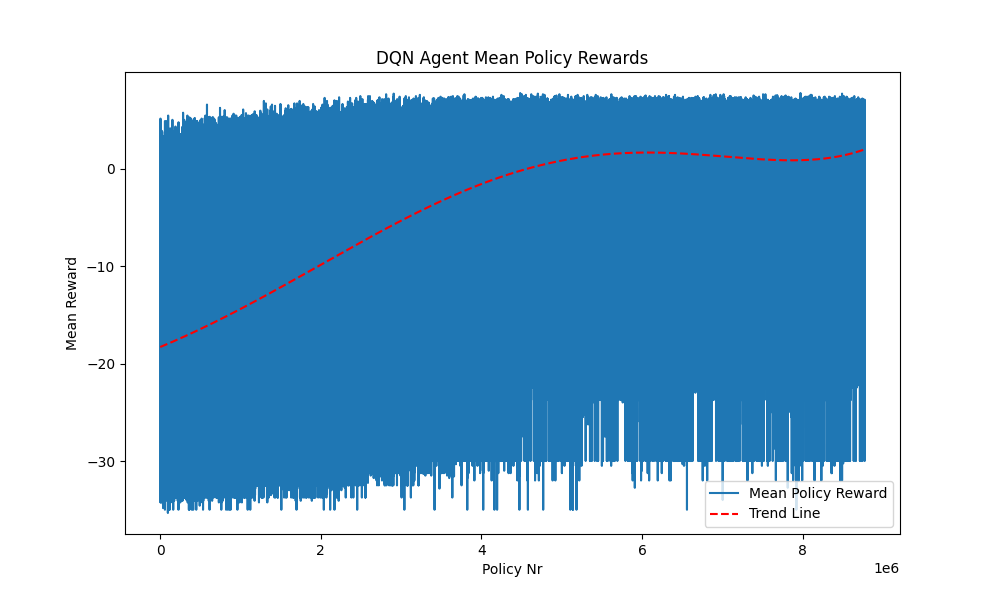 DQN Agent Mean Policy Rewards
Mean Reward
0
−10
−20
−30
0
2
4
6
8
1e6
Policy Nr
Mean Policy Reward
Trend Line